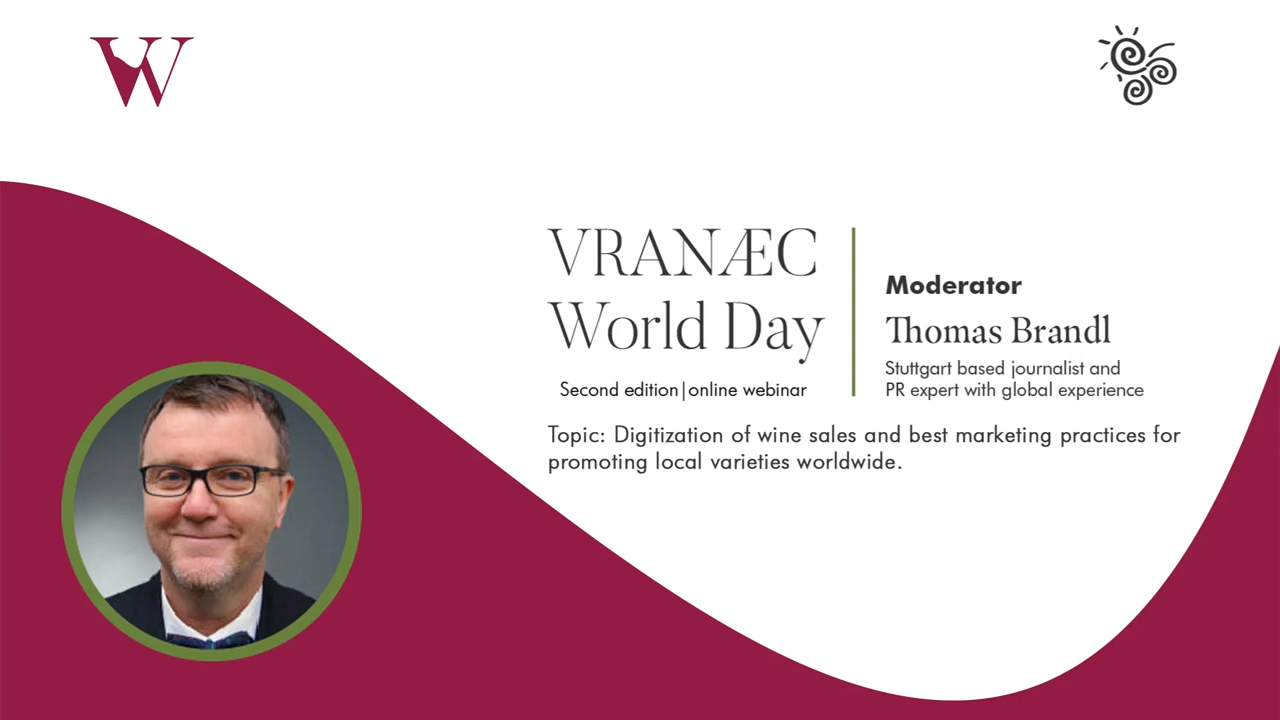 W
VRANÆC
World Day
Second edition|online webinar
Moderator
Thomas Brandl
Stuttgart based journalist and
PR expert with global experience
Topic: Digitization of wine sales and best marketing practices for
promoting local varieties worldwide.